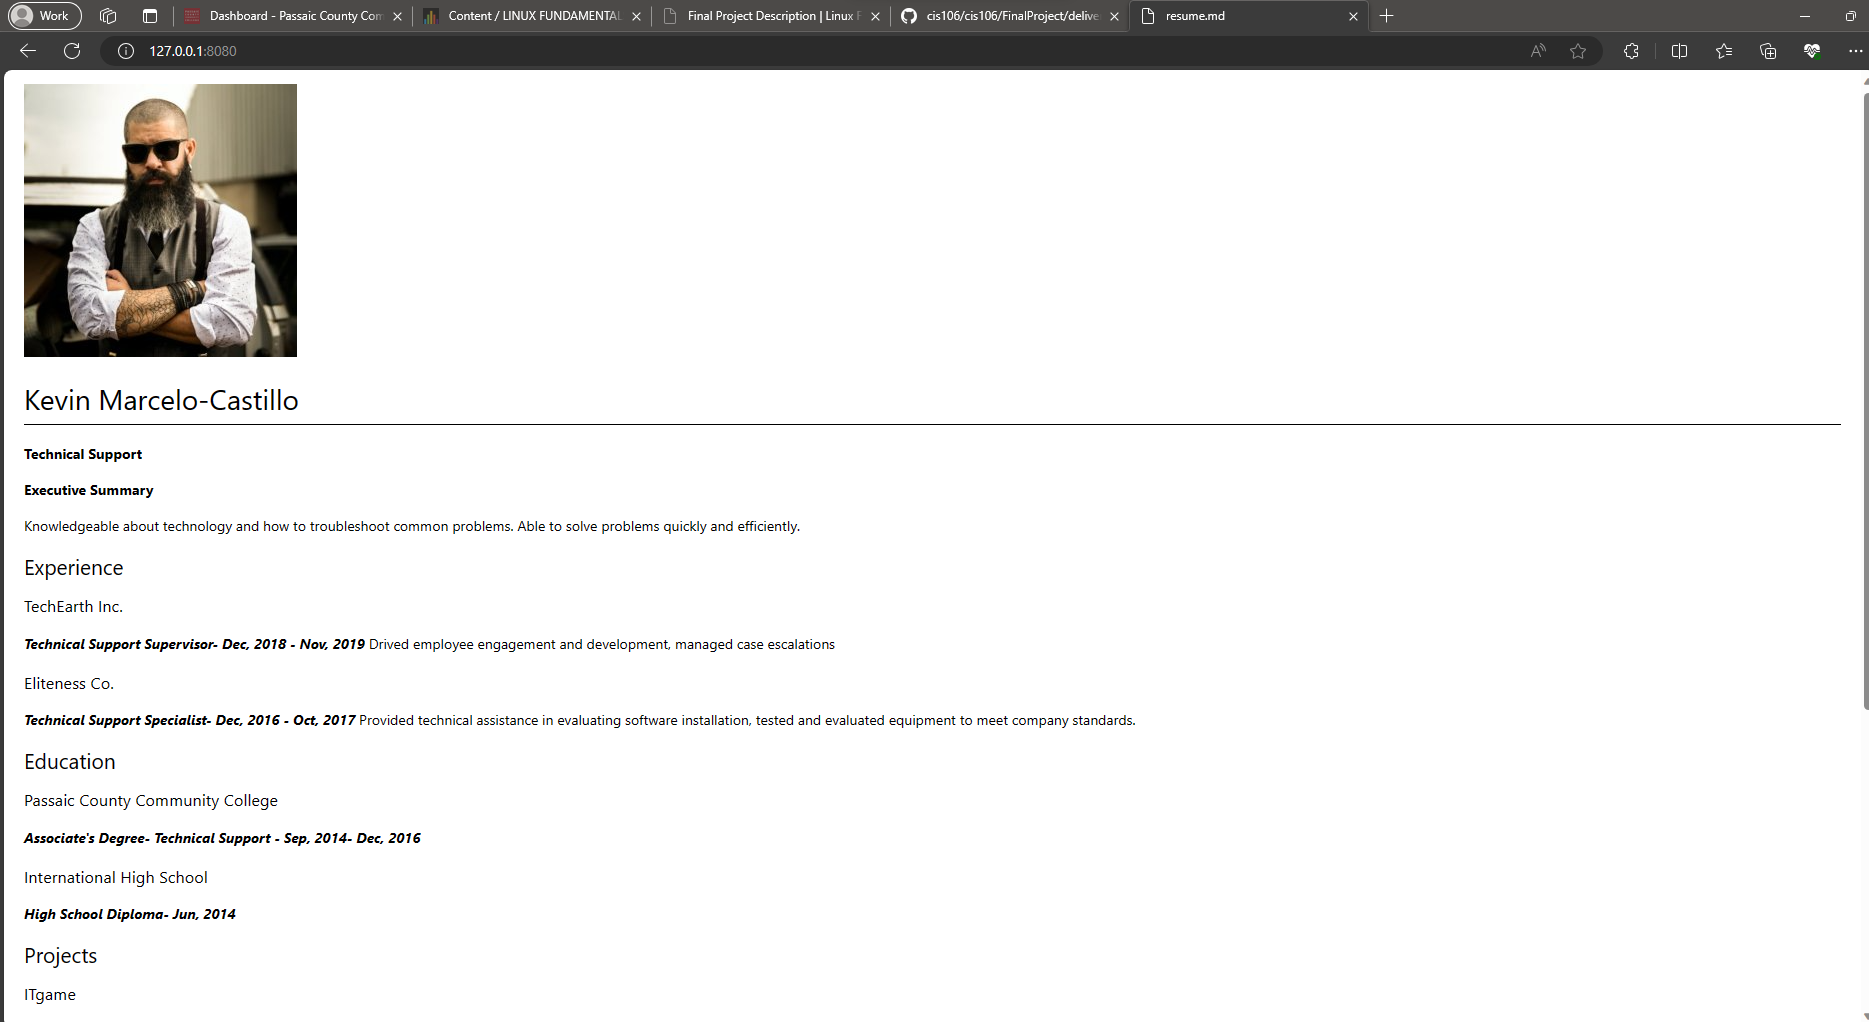 Work
Dashboard - Passaic County Com
Content / LINUX FUNDAMENTAL
Final Project Description | Linux F
cis106/cis106/FinalProject/delive
resume.md
127.0.0.1:8080
Kevin Marcelo-Castillo
Technical Support
Executive Summary
Knowledgeable about technology and how to troubleshoot common problems. Able to solve problems quickly and efficiently.
Experience
TechEarth Inc.
Technical Support Supervisor- Dec, 2018 - Nov, 2019 Drived employee engagement and development, managed case escalations
Eliteness Co.
Technical Support Specialist- Dec, 2016 - Oct, 2017 Provided technical assistance in evaluating software installation, tested and evaluated equipment to meet company standards.
Education
Passaic County Community College
Associate's Degree- Technical Support - Sep, 2014- Dec, 2016
International High School
High School Diploma- Jun, 2014
Projects
ITgame